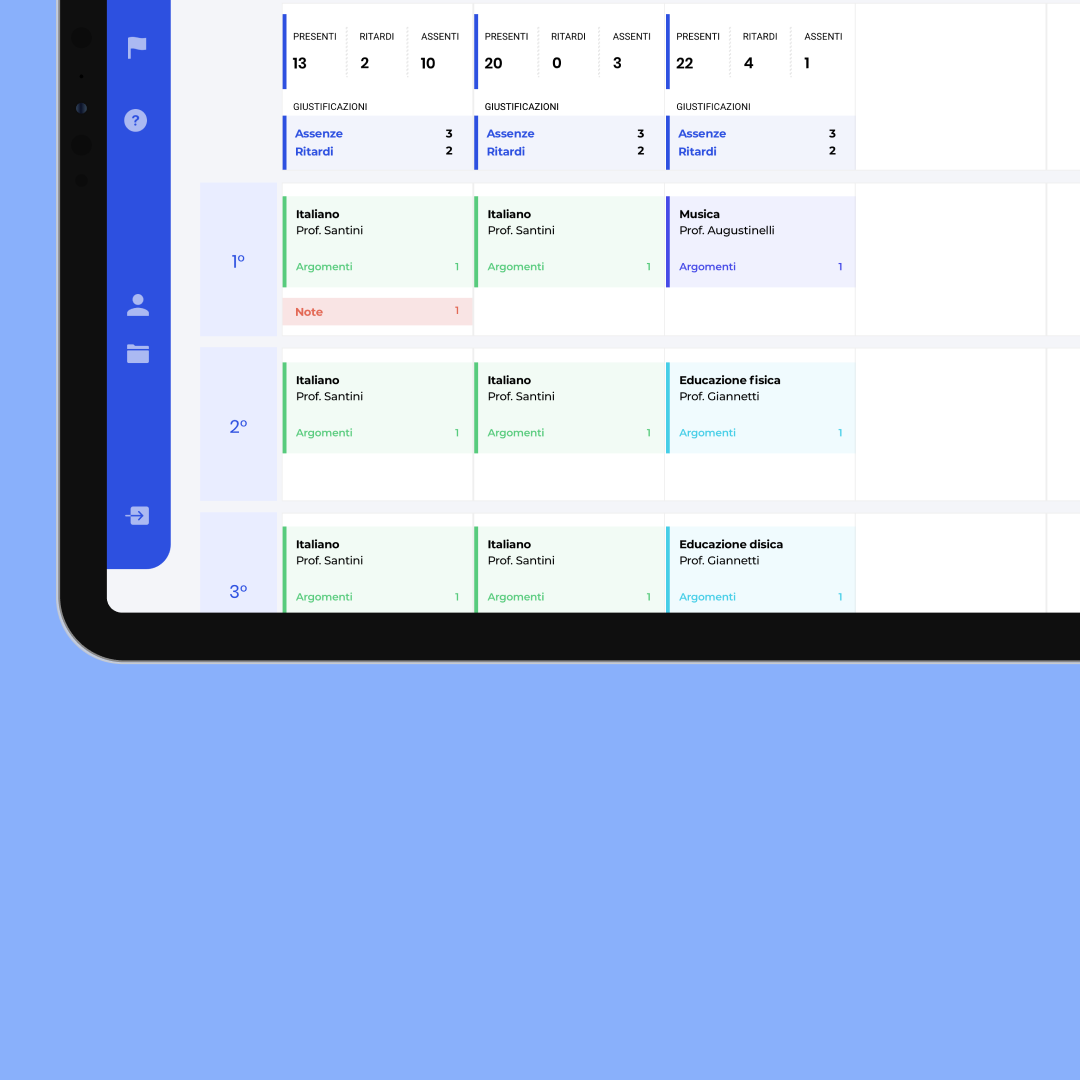 PRESENTI RITARDI ASSENTI PRESENTI RITARDI ASSENTI PRESENTI RITARDI ASSENTI
13 2 10 20 0 3 22 4 1
GIUSTIFICAZIONI GIUSTIFICAZIONI GIUSTIFICAZIONI
Assenze 3 Assenze 3 Assenze 3
Ritardi 2 Ritardi 2 Ritardi 2
?
Italiano Italiano Musica
Prof. Santini Prof. Santini Prof. Augustinelli
1º
Argomenti 1 Argomenti 1 Argomenti 1
Note 1
Italiano Italiano Educazione fisica
Prof. Santini Prof. Santini Prof. Giannetti
2º
Argomenti 1 Argomenti 1 Argomenti 1
Italiano Italiano Educazione disica
Prof. Santini Prof. Santini Prof. Giannetti
3º
Argomenti 1 Argomenti 1 Argomenti 1